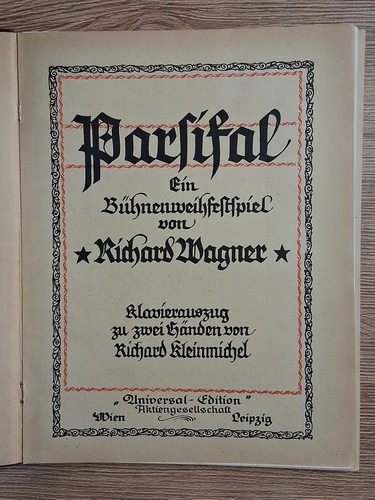 Parsifal
Ein
Bühnenweihfestspiel
von
★ Richard Wagner ★
Klavierauszug
zu zwei Händen von
Richard Kleinmichel
„Universal-Edition"
Aktiengesellschaft
Wien Leipzig